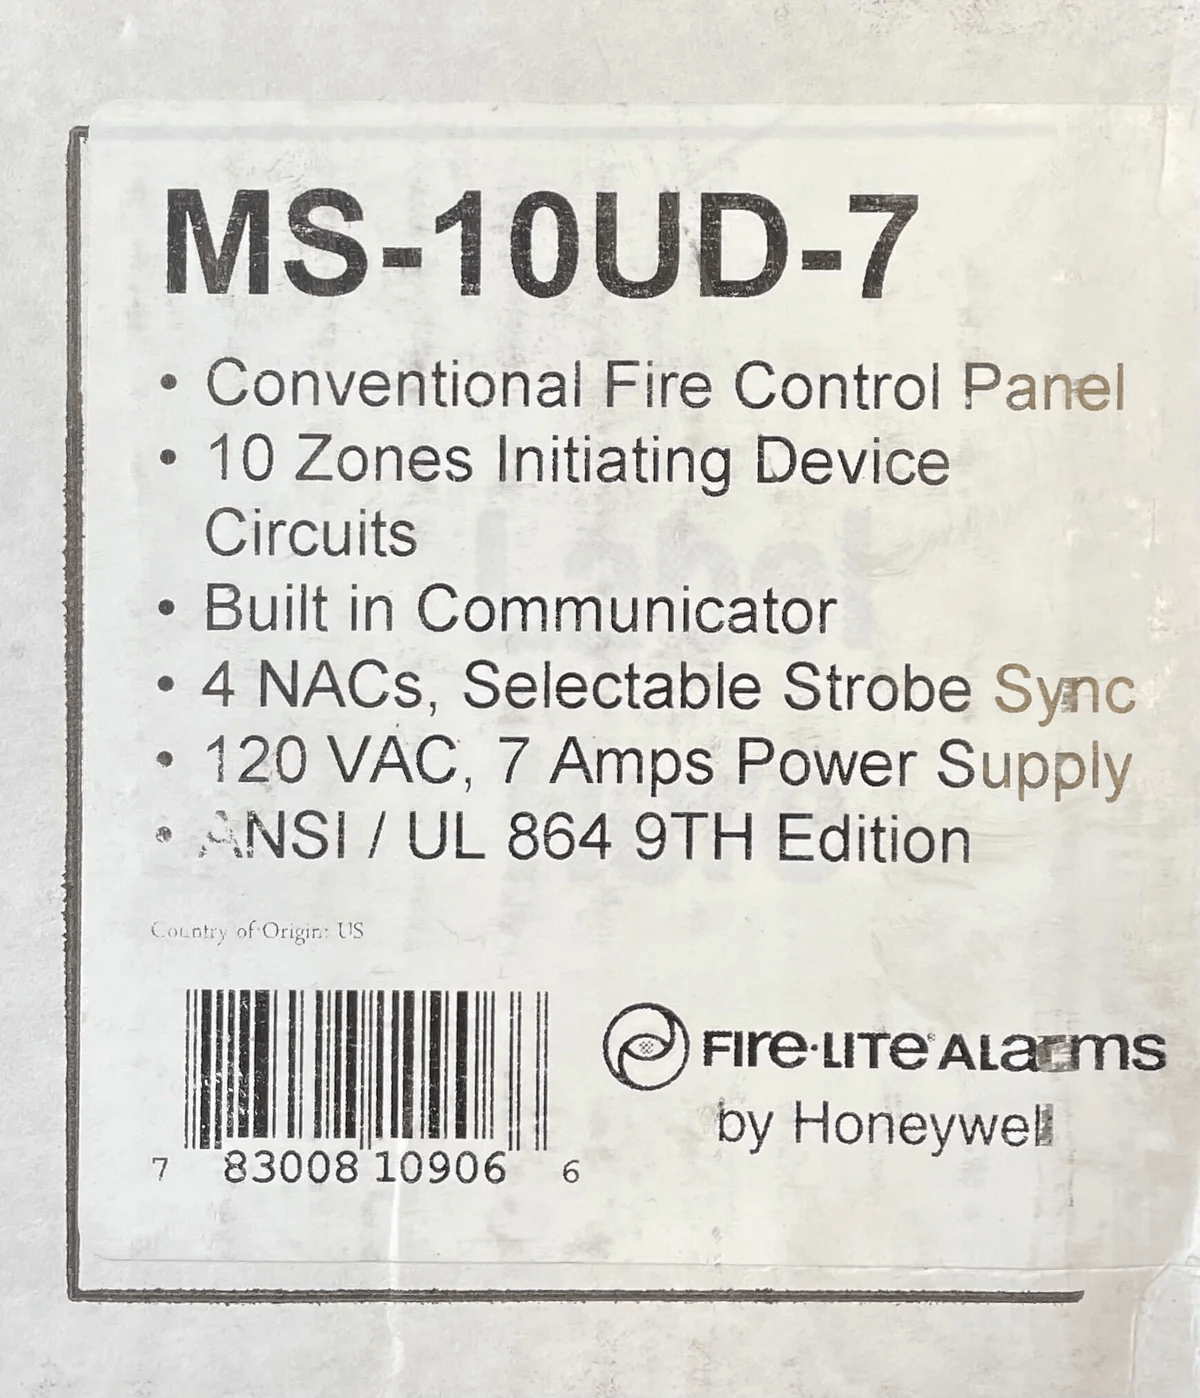 MS-10UD-7
• Conventional Fire Control Panel
• 10 Zones Initiating Device
Circuits
• Built in Communicator
• 4 NACs, Selectable Strobe Sync
• 120 VAC, 7 Amps Power Supply
• ANSI / UL 864 9TH Edition
Country of Origin: US
FIRE·LITE® ALARMS
by Honeywell
7 83008 10906 6